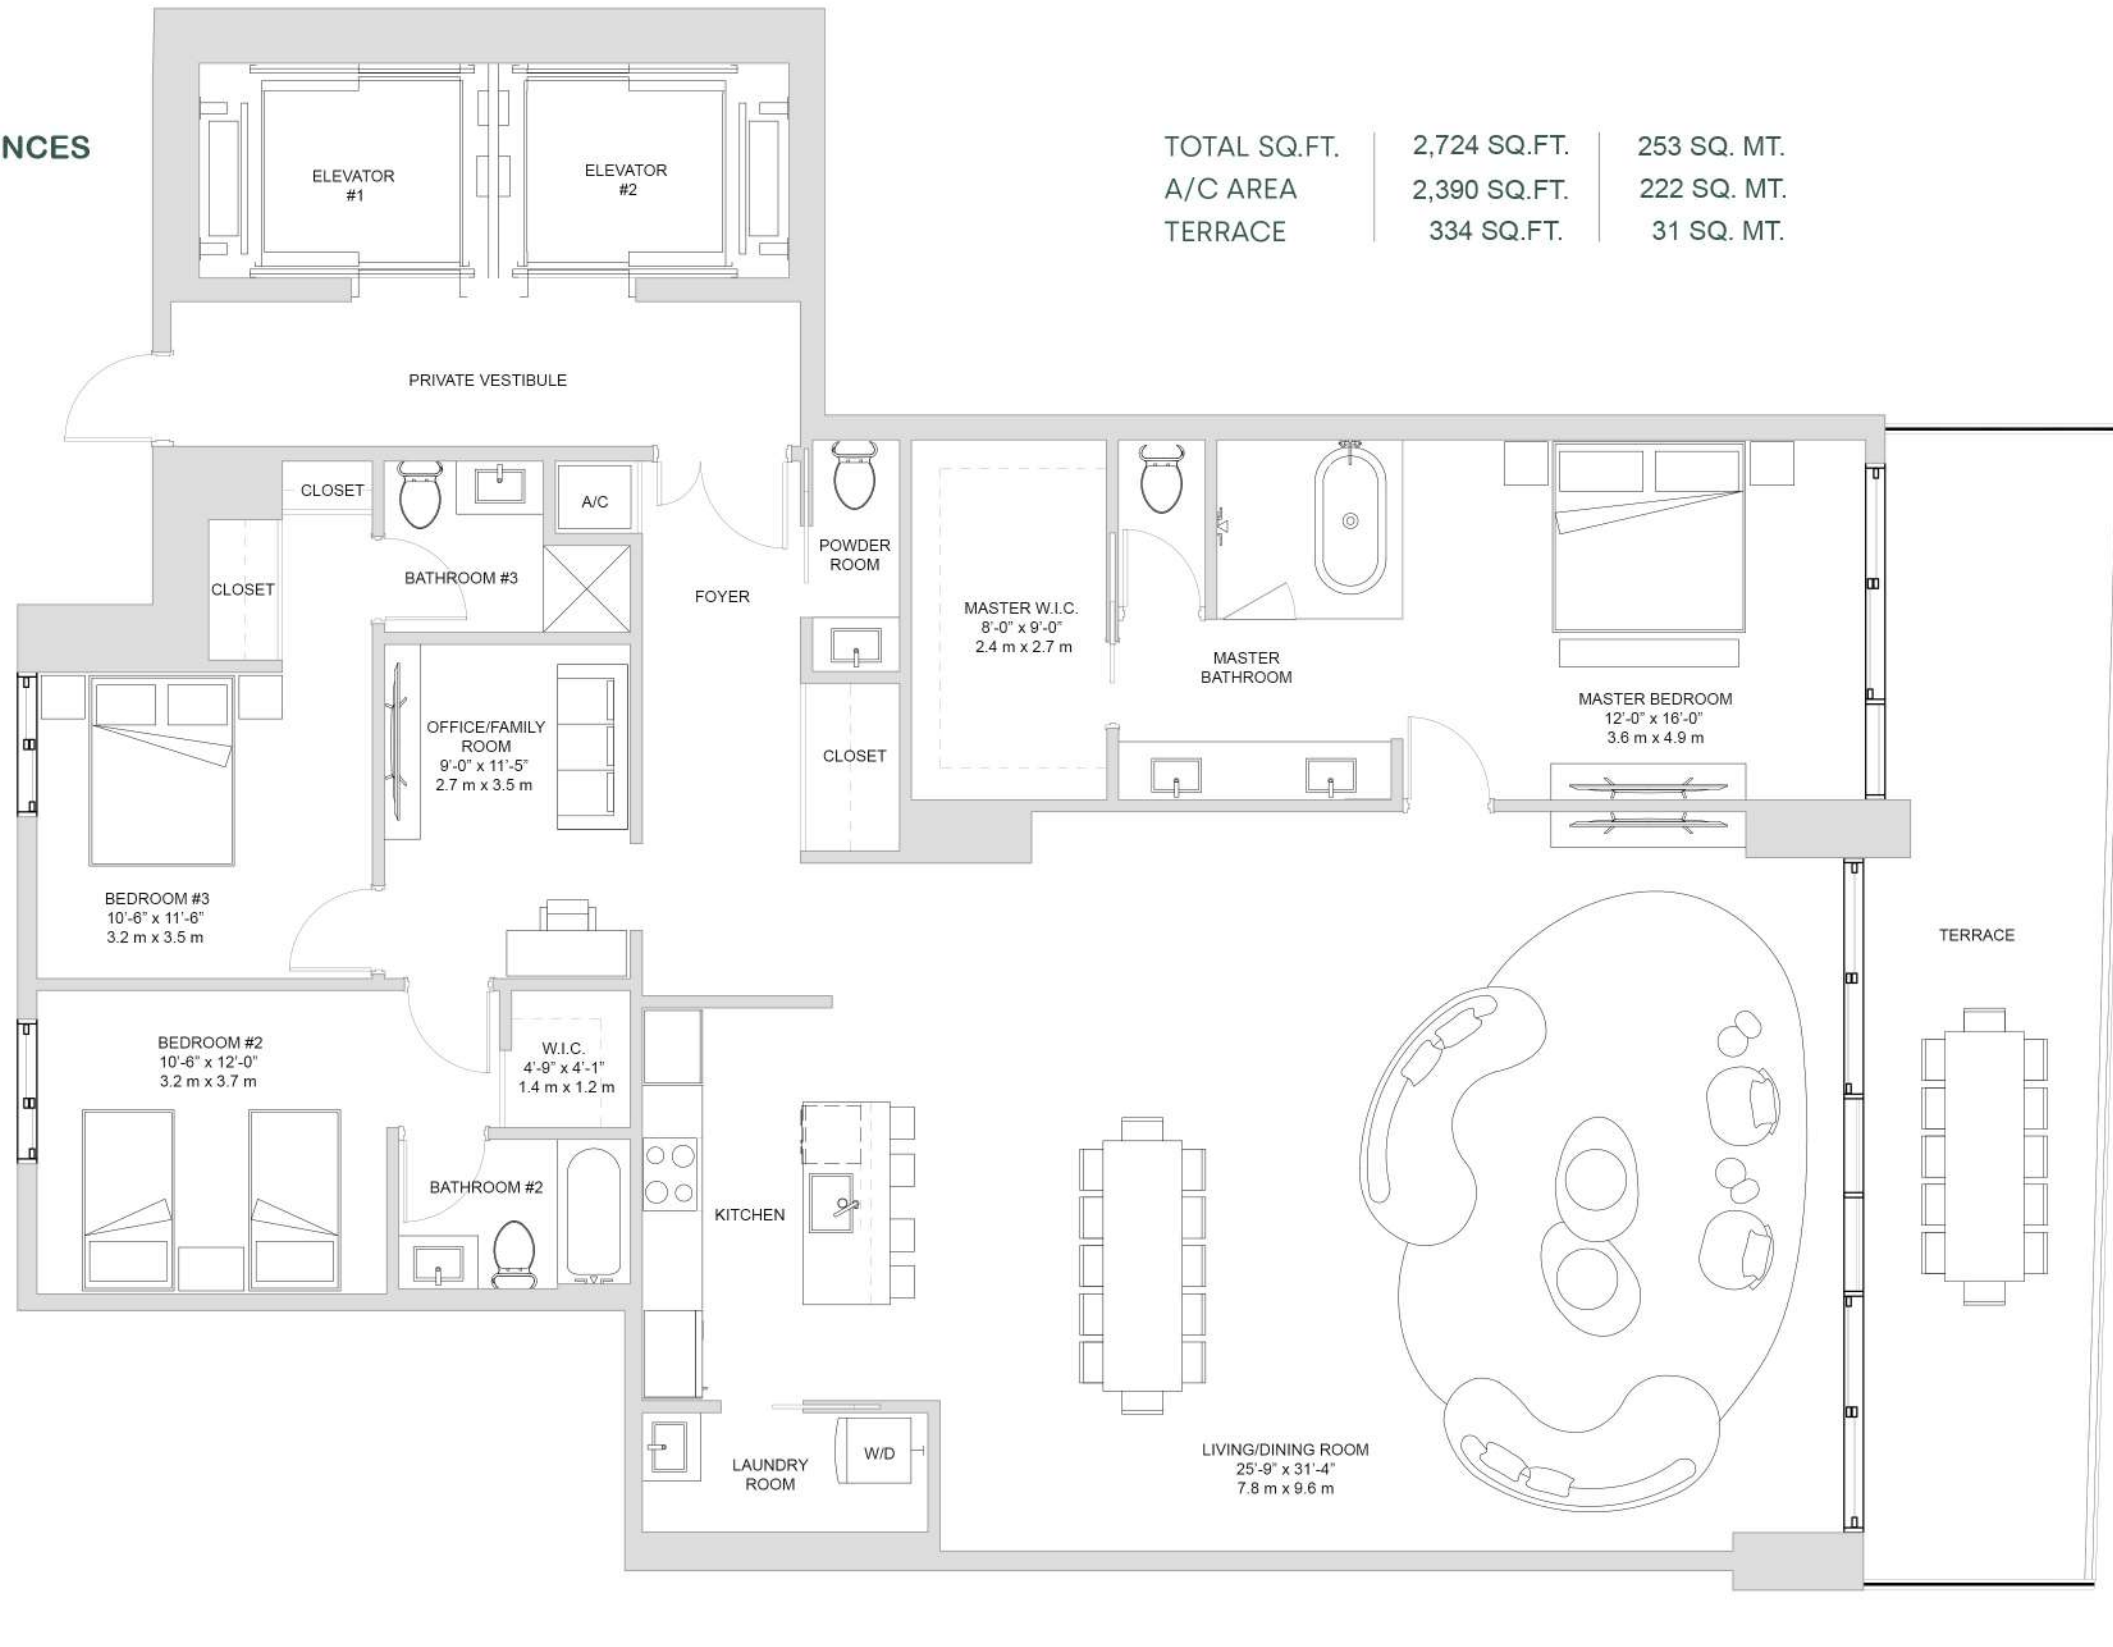 NCES
TOTAL SQ.FT. 2,724 SQ.FT. 253 SQ. MT.
A/C AREA 2,390 SQ.FT. 222 SQ. MT.
TERRACE 334 SQ.FT. 31 SQ. MT.
ELEVATOR
#1
ELEVATOR
#2
PRIVATE VESTIBULE
CLOSET
A/C
CLOSET
BATHROOM #3
FOYER
POWDER
ROOM
MASTER W.I.C.
8'-0" x 9'-0"
2.4 m x 2.7 m
MASTER
BATHROOM
MASTER BEDROOM
12'-0" x 16'-0"
3.6 m x 4.9 m
OFFICE/FAMILY
ROOM
9'-0" x 11'-5"
2.7 m x 3.5 m
CLOSET
BEDROOM #3
10'-6" x 11'-6"
3.2 m x 3.5 m
TERRACE
BEDROOM #2
10'-6" x 12'-0"
3.2 m x 3.7 m
W.I.C.
4'-9" x 4'-1"
1.4 m x 1.2 m
BATHROOM #2
KITCHEN
LAUNDRY
ROOM
W/D
LIVING/DINING ROOM
25'-9" x 31'-4"
7.8 m x 9.6 m